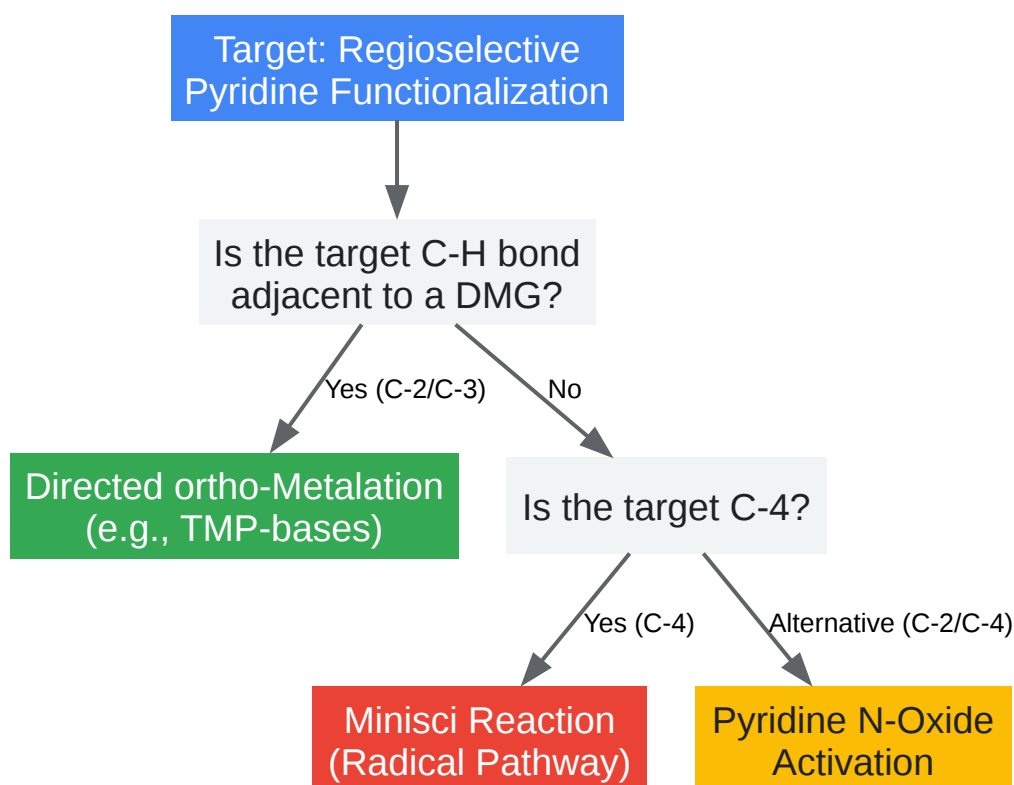 Target: Regioselective
Pyridine Functionalization
Is the target C-H bond
adjacent to a DMG?
Yes (C-2/C-3)
No
Directed ortho-Metalation
(e.g., TMP-bases)
Is the target C-4?
Yes (C-4)
Alternative (C-2/C-4)
Minisci Reaction
(Radical Pathway)
Pyridine N-Oxide
Activation